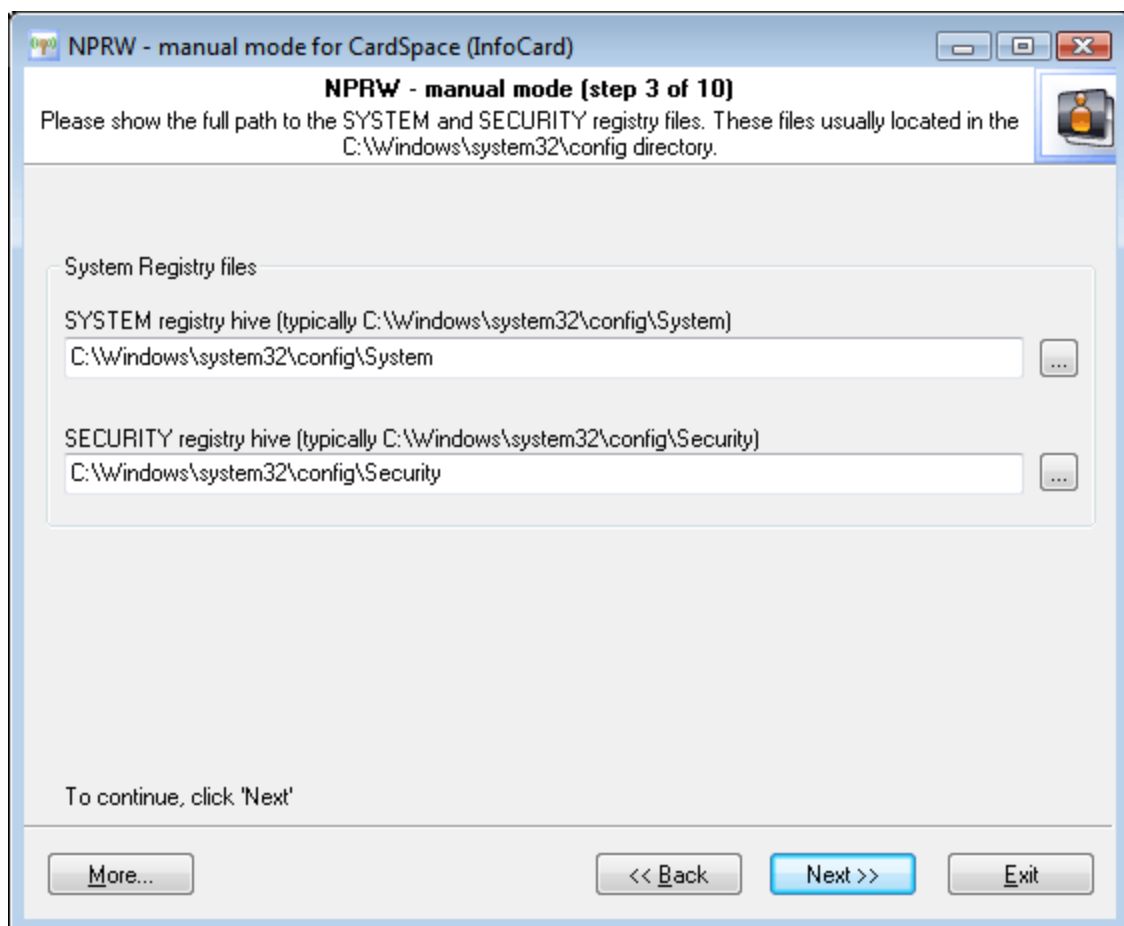 NPRW - manual mode for CardSpace (InfoCard)
NPRW - manual mode (step 3 of 10)
Please show the full path to the SYSTEM and SECURITY registry files. These files usually located in the
C:\Windows\system32\config directory.
System Registry files
SYSTEM registry hive (typically C:\Windows\system32\config\System)
C:\Windows\system32\config\System
...
SECURITY registry hive (typically C:\Windows\system32\config\Security)
C:\Windows\system32\config\Security
...
To continue, click 'Next'
More...
<< Back
Next >>
Exit